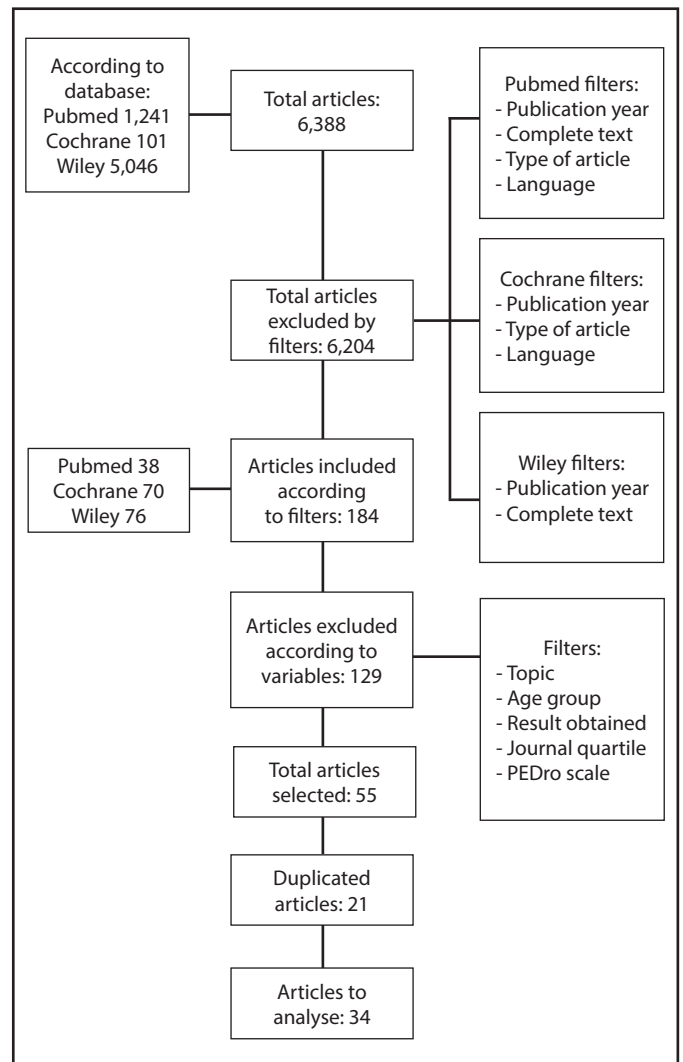 According to
database:
Pubmed 1,241
Cochrane 101
Wiley 5,046
Total articles:
6,388
Pubmed filters:
- Publication year
- Complete text
- Type of article
- Language
Total articles
excluded by
filters: 6,204
Cochrane filters:
- Publication year
- Type of article
- Language
Wiley filters:
- Publication year
- Complete text
Pubmed 38
Cochrane 70
Wiley 76
Articles included
according
to filters: 184
Articles excluded
according to
variables: 129
Filters:
- Topic
- Age group
- Result obtained
- Journal quartile
- PEDro scale
Total articles
selected: 55
Duplicated
articles: 21
Articles to
analyse: 34